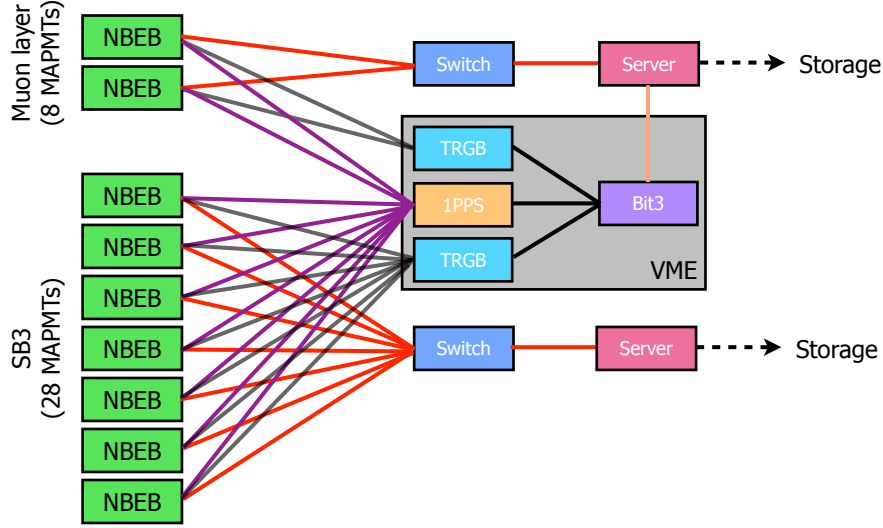 Muon layer
(8 MAPMTs)
NBEB
NBEB
Switch
Server
Storage
TRGB
1PPS
TRGB
Bit3
VME
SB3
(28 MAPMTs)
NBEB
NBEB
NBEB
NBEB
NBEB
NBEB
NBEB
Switch
Server
Storage